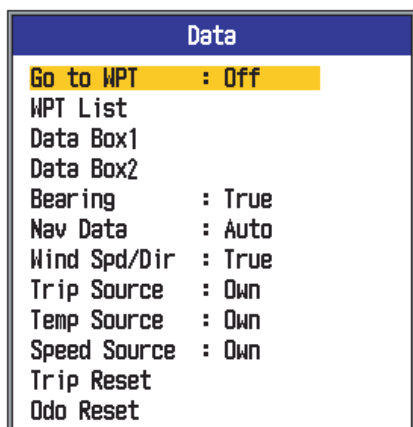 Data
Go to WPT : Off
WPT List
Data Box1
Data Box2
Bearing : True
Nav Data : Auto
Wind Spd/Dir : True
Trip Source : Own
Temp Source : Own
Speed Source : Own
Trip Reset
Odo Reset